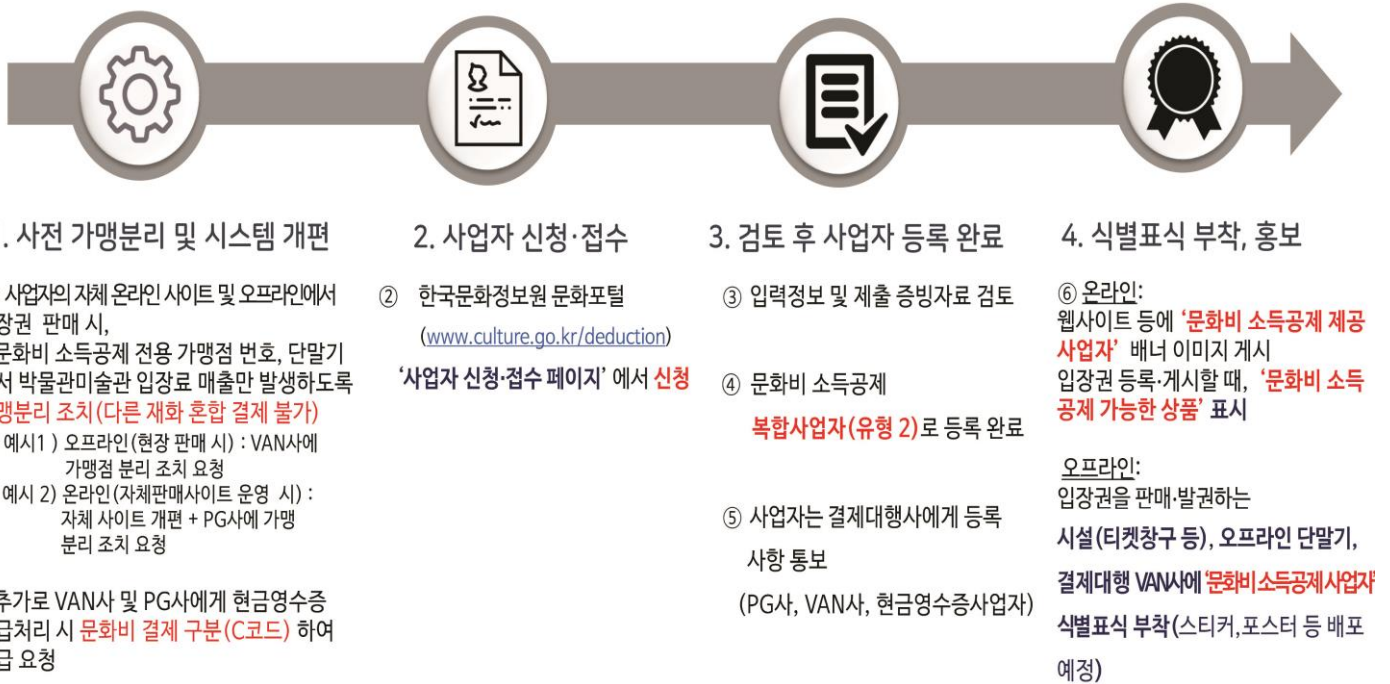 . 사전 가맹분리 및 시스템 개편
사업자의 자체 온라인 사이트 및 오프라인에서
장권 판매 시,
문화비 소득공제 전용 가맹점 번호, 단말기
서 박물관미술관 입장료 매출만 발생하도록
맹분리 조치(다른 재화 혼합 결제 불가)
예시1 ) 오프라인(현장 판매 시) : VAN사에
가맹점 분리 조치 요청
예시 2) 온라인(자체판매사이트 운영 시) :
자체 사이트 개편 + PG사에 가맹
분리 조치 요청
추가로 VAN사 및 PG사에게 현금영수증
급처리 시 문화비 결제 구분(C코드) 하여
급 요청
2. 사업자 신청·접수
② 한국문화정보원 문화포털
(www.culture.go.kr/deduction)
‘사업자 신청·접수 페이지’ 에서 신청
3. 검토 후 사업자 등록 완료
③ 입력정보 및 제출 증빙자료 검토
④ 문화비 소득공제
복합사업자(유형 2)로 등록 완료
⑤ 사업자는 결제대행사에게 등록
사항 통보
(PG사, VAN사, 현금영수증사업자)
4. 식별표식 부착, 홍보
⑥ 온라인:
웹사이트 등에 ‘문화비 소득공제 제공
사업자’ 배너 이미지 게시
입장권 등록·게시할 때, ‘문화비 소득
공제 가능한 상품’ 표시
오프라인:
입장권을 판매·발권하는
시설(티켓창구 등), 오프라인 단말기,
결제대행 VAN사에 ‘문화비소득공제사업자’
식별표식 부착(스티커,포스터 등 배포
예정)